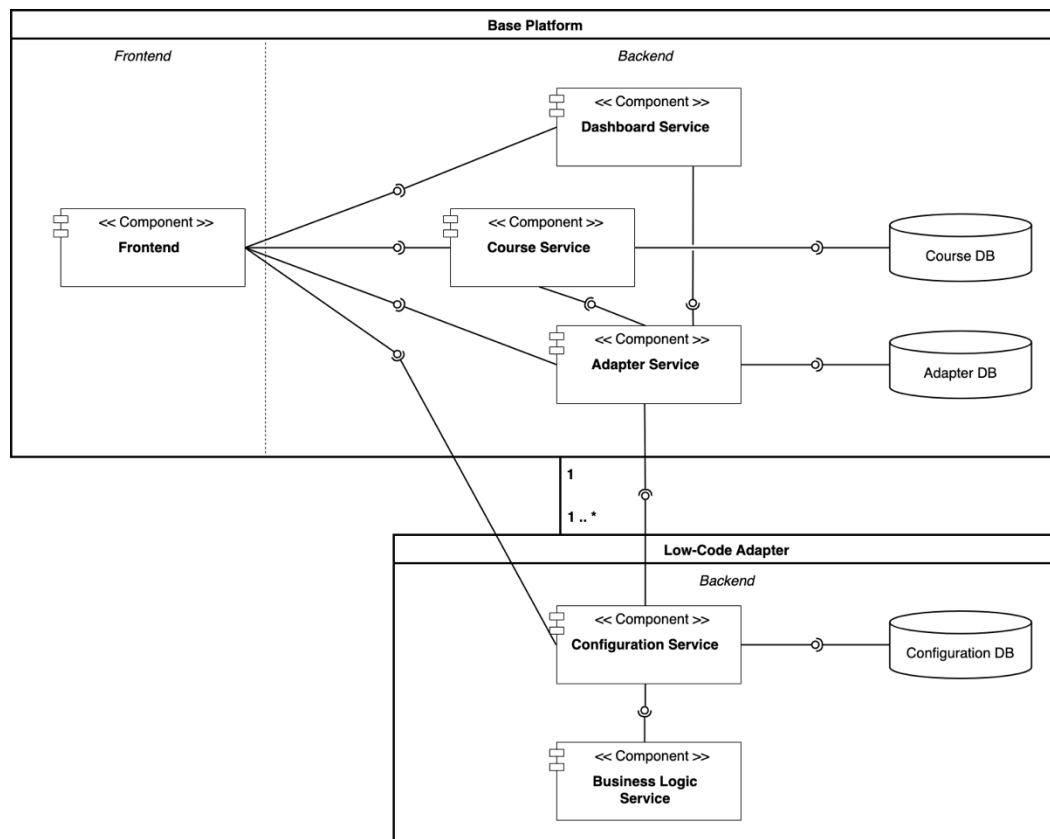 Base Platform
Frontend
Backend
<< Component >>
Dashboard Service
<< Component >>
Frontend
<< Component >>
Course Service
Course DB
<< Component >>
Adapter Service
Adapter DB
1
1 .. *
Low-Code Adapter
Backend
<< Component >>
Configuration Service
Configuration DB
<< Component >>
Business Logic
Service